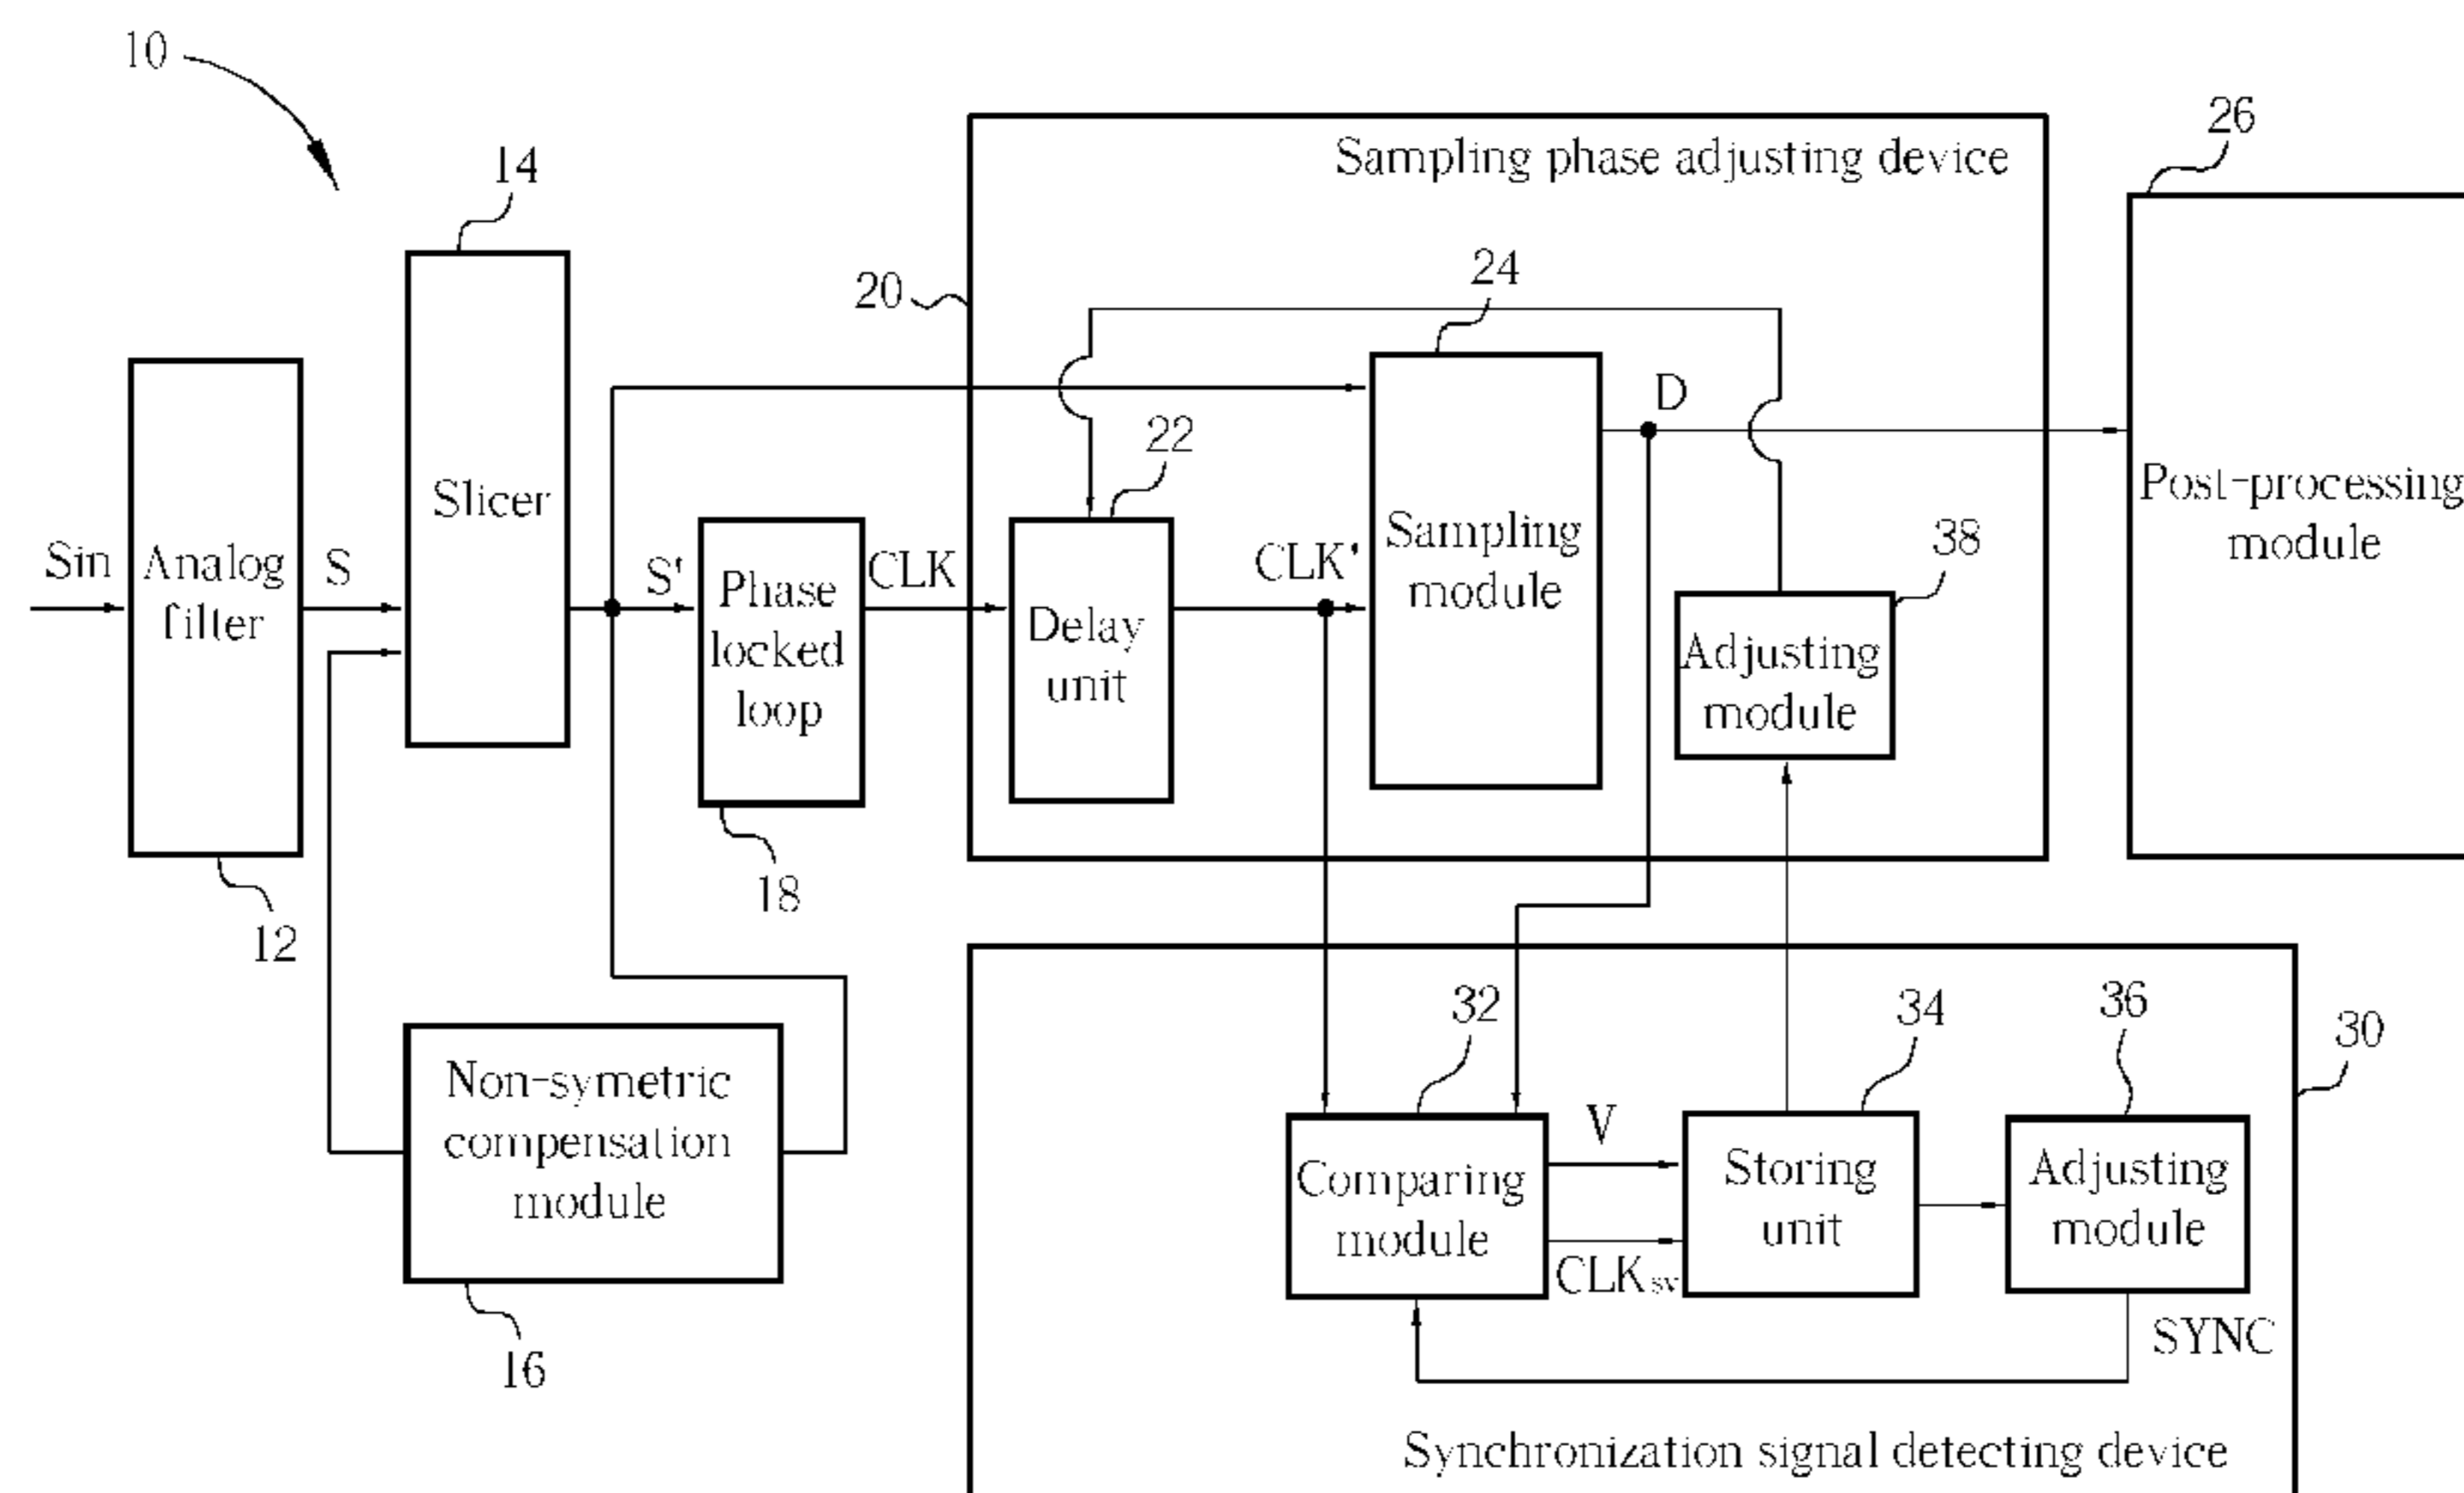 10
14
Sampling phase adjusting device
26
20
24
22
D
Sin
Analog
filter
S
Slicer
S'
Phase
locked
loop
CLK
Delay
unit
CLK'
Sampling
module
38
Adjusting
module
Post-processing
module
12
18
Non-symetric
compensation
module
16
32
34
36
30
Comparing
module
V
CLKsv
Storing
unit
Adjusting
module
SYNC
Synchronization signal detecting device